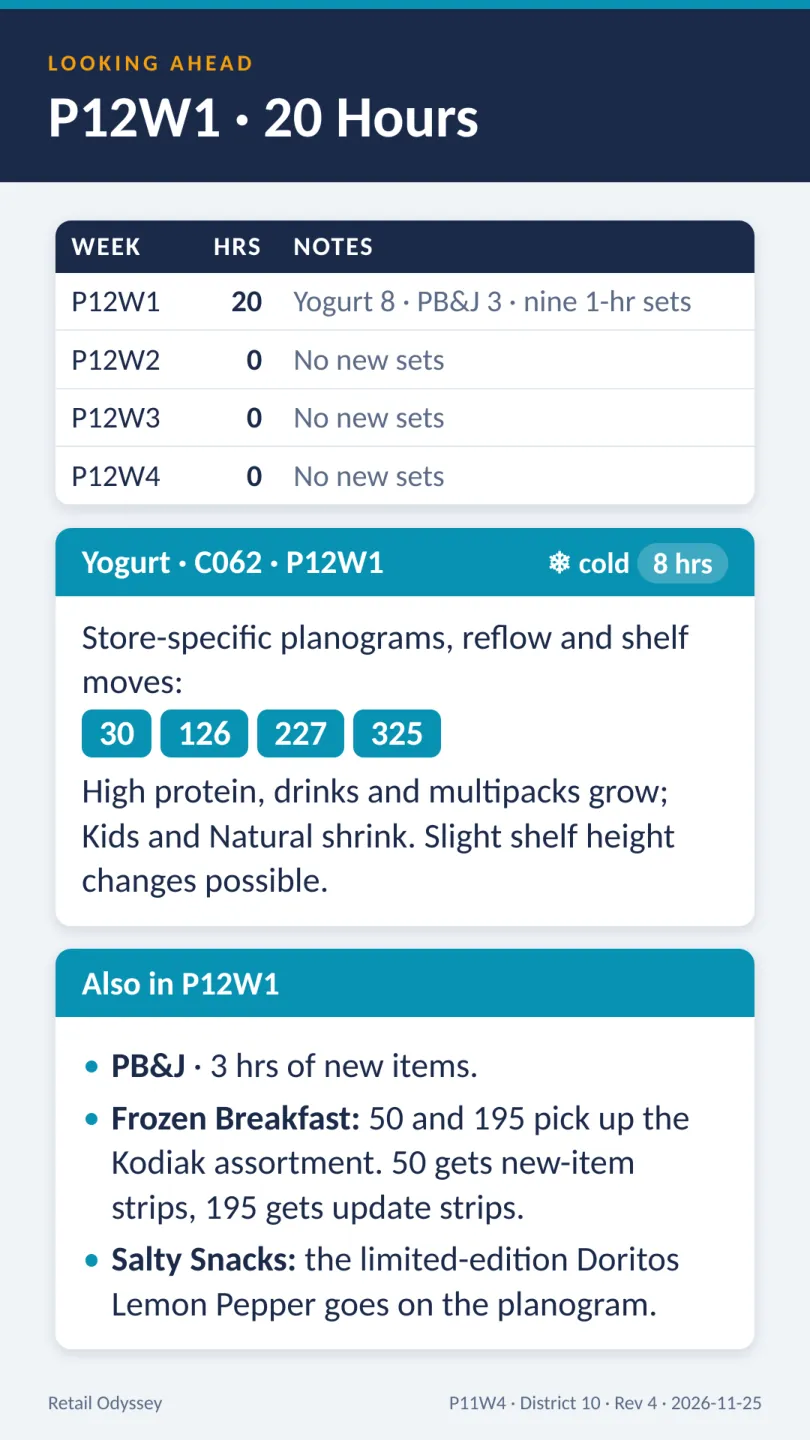 LOOKING AHEAD
P12W1 · 20 Hours
WEEK HRS NOTES
P12W1 20 Yogurt 8 · PB&J 3 · nine 1-hr sets
P12W2 0 No new sets
P12W3 0 No new sets
P12W4 0 No new sets
Yogurt · C062 · P12W1 ❄ cold 8 hrs
Store-specific planograms, reflow and shelf
moves:
30 126 227 325
High protein, drinks and multipacks grow;
Kids and Natural shrink. Slight shelf height
changes possible.
Also in P12W1
• PB&J · 3 hrs of new items.
• Frozen Breakfast: 50 and 195 pick up the
Kodiak assortment. 50 gets new-item
strips, 195 gets update strips.
• Salty Snacks: the limited-edition Doritos
Lemon Pepper goes on the planogram.
Retail Odyssey P11W4 · District 10 · Rev 4 · 2026-11-25